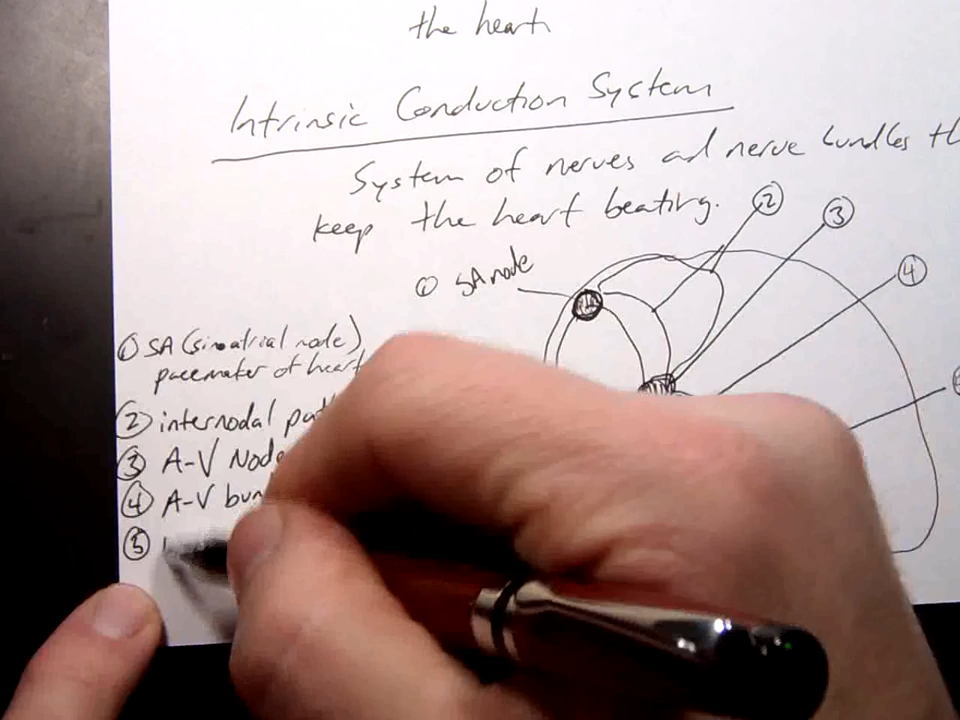 the heart
Intrinsic Conduction System
System of nerves ad nerve bundles th
keep the heart beating.
② ③ ④
① SA node
① SA (sinoatrial node)
pacemaker of heart
② internodal pat
③ A-V Node
④ A-V bun
⑤